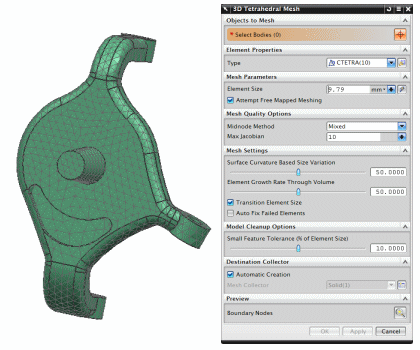 3D Tetrahedral Mesh
Objects to Mesh
* Select Bodies (0)
Element Properties
Type CTETRA(10)
Mesh Parameters
Element Size 9.79 mm
Attempt Free Mapped Meshing
Mesh Quality Options
Midnode Method Mixed
Max Jacobian 10
Mesh Settings
Surface Curvature Based Size Variation
50.0000
Element Growth Rate Through Volume
50.0000
Transition Element Size
Auto Fix Failed Elements
Model Cleanup Options
Small Feature Tolerance (% of Element Size)
10.0000
Destination Collector
Automatic Creation
Mesh Collector Solid(1)
Preview
Boundary Nodes
OK Apply Cancel